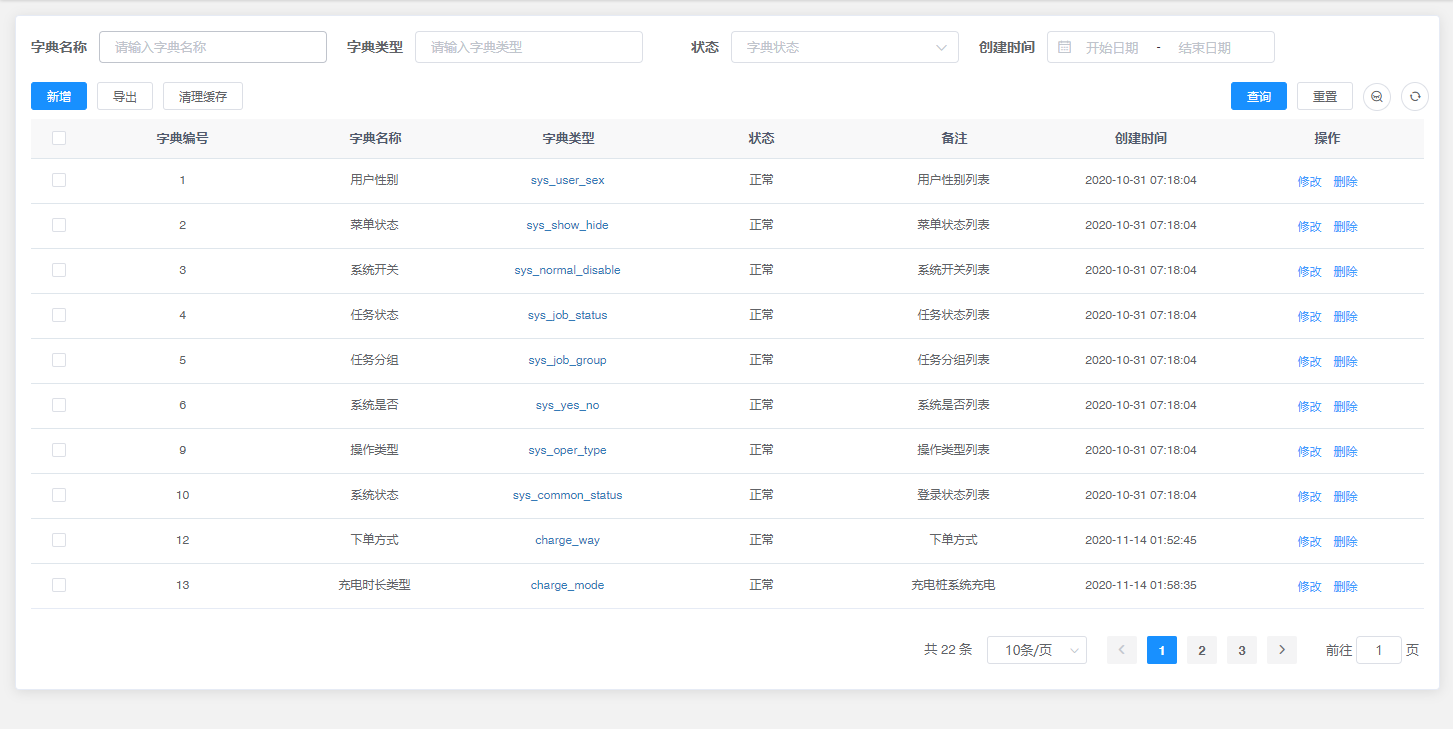 字典名称 请输入字典名称 字典类型 请输入字典类型 状态 字典状态 创建时间 开始日期 - 结束日期
新增 导出 清理缓存 查询 重置
字典编号 字典名称 字典类型 状态 备注 创建时间 操作
1 用户性别 sys_user_sex 正常 用户性别列表 2020-10-31 07:18:04 修改 删除
2 菜单状态 sys_show_hide 正常 菜单状态列表 2020-10-31 07:18:04 修改 删除
3 系统开关 sys_normal_disable 正常 系统开关列表 2020-10-31 07:18:04 修改 删除
4 任务状态 sys_job_status 正常 任务状态列表 2020-10-31 07:18:04 修改 删除
5 任务分组 sys_job_group 正常 任务分组列表 2020-10-31 07:18:04 修改 删除
6 系统是否 sys_yes_no 正常 系统是否列表 2020-10-31 07:18:04 修改 删除
9 操作类型 sys_oper_type 正常 操作类型列表 2020-10-31 07:18:04 修改 删除
10 系统状态 sys_common_status 正常 登录状态列表 2020-10-31 07:18:04 修改 删除
12 下单方式 charge_way 正常 下单方式 2020-11-14 01:52:45 修改 删除
13 充电时长类型 charge_mode 正常 充电桩系统充电 2020-11-14 01:58:35 修改 删除
共 22 条 10条/页 1 2 3 前往 1 页